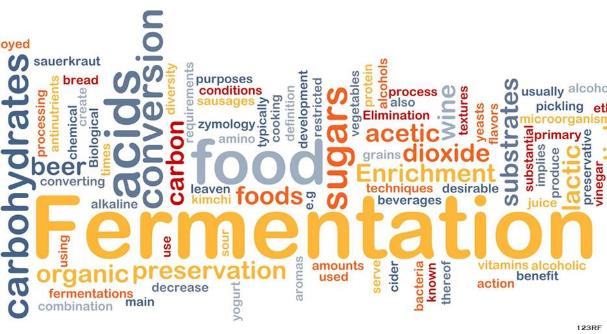 oyed
sauerkraut
carbohydrates
processing
antinutrients
bread
chemical
create
Biological
times
acids
conversion
diversity
requirements
carbon
purposes
conditions
sausages
zymology
amino
typically
cooking
definition
development
restricted
sugars
vegetables
protein
alcohols
process
also
Elimination
wine
textures
yeasts
flavors
acetic
dioxide
grains
Enrichment
techniques
desirable
beverages
substrates
usually
alcoho
pickling
et
microorganism
substantial
implies
primary
produce
lactic
preservative
vinegar
juice
beer
converting
alkaline
food
leaven
kimchi
foods
e.g
Fermentation
using
organic
preservation
use
sour
fermentations
combination
main
decrease
yogurt
aromas
amounts
used
serve
cider
bacteria
known
thereof
vitamins
alcoholic
action
benefit
123RF